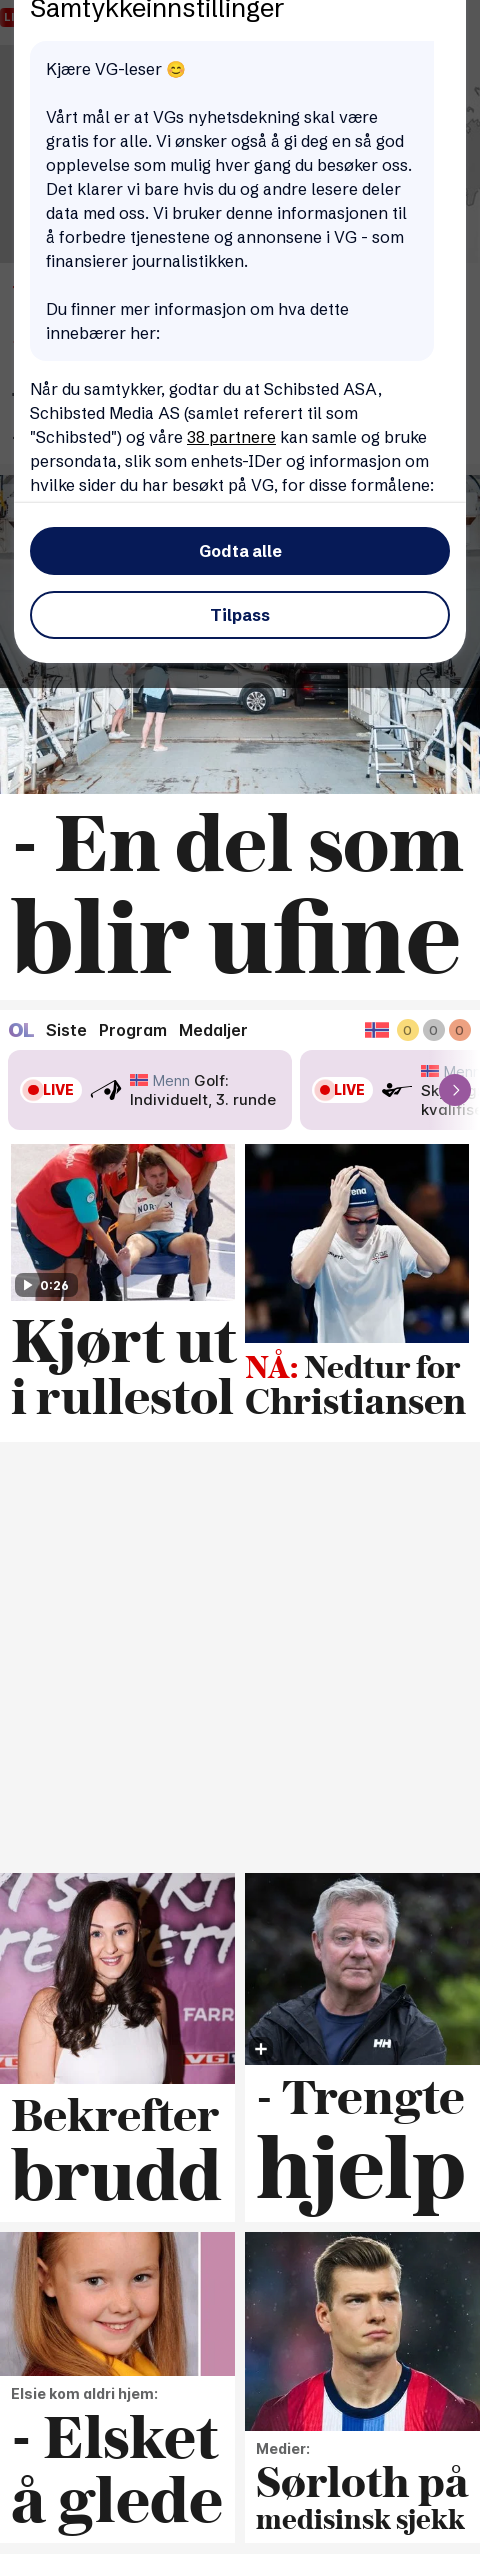 Samtykkeinnstillinger
Kjære VG-leser 😊
Vårt mål er at VGs nyhetsdekning skal være
gratis for alle. Vi ønsker også å gi deg en så god
opplevelse som mulig hver gang du besøker oss.
Det klarer vi bare hvis du og andre lesere deler
data med oss. Vi bruker denne informasjonen til
å forbedre tjenestene og annonsene i VG - som
finansierer journalistikken.
Du finner mer informasjon om hva dette
innebærer her:
Når du samtykker, godtar du at Schibsted ASA,
Schibsted Media AS (samlet referert til som
"Schibsted") og våre 38 partnere kan samle og bruke
persondata, slik som enhets-IDer og informasjon om
hvilke sider du har besøkt på VG, for disse formålene:
Godta alle
Tilpass
- En del som
blir ufine
OL Siste Program Medaljer 0 0 0
LIVE Menn Golf:
Individuelt, 3. runde
LIVE
0:26
Kjørt ut
i rullestol
NÅ: Nedtur for
Christiansen
FARR
VG
Bekrefter
brudd
HH
- Trengte
hjelp
Elsie kom aldri hjem:
- Elsket
å glede
Medier:
Sørloth på
medisinsk sjekk